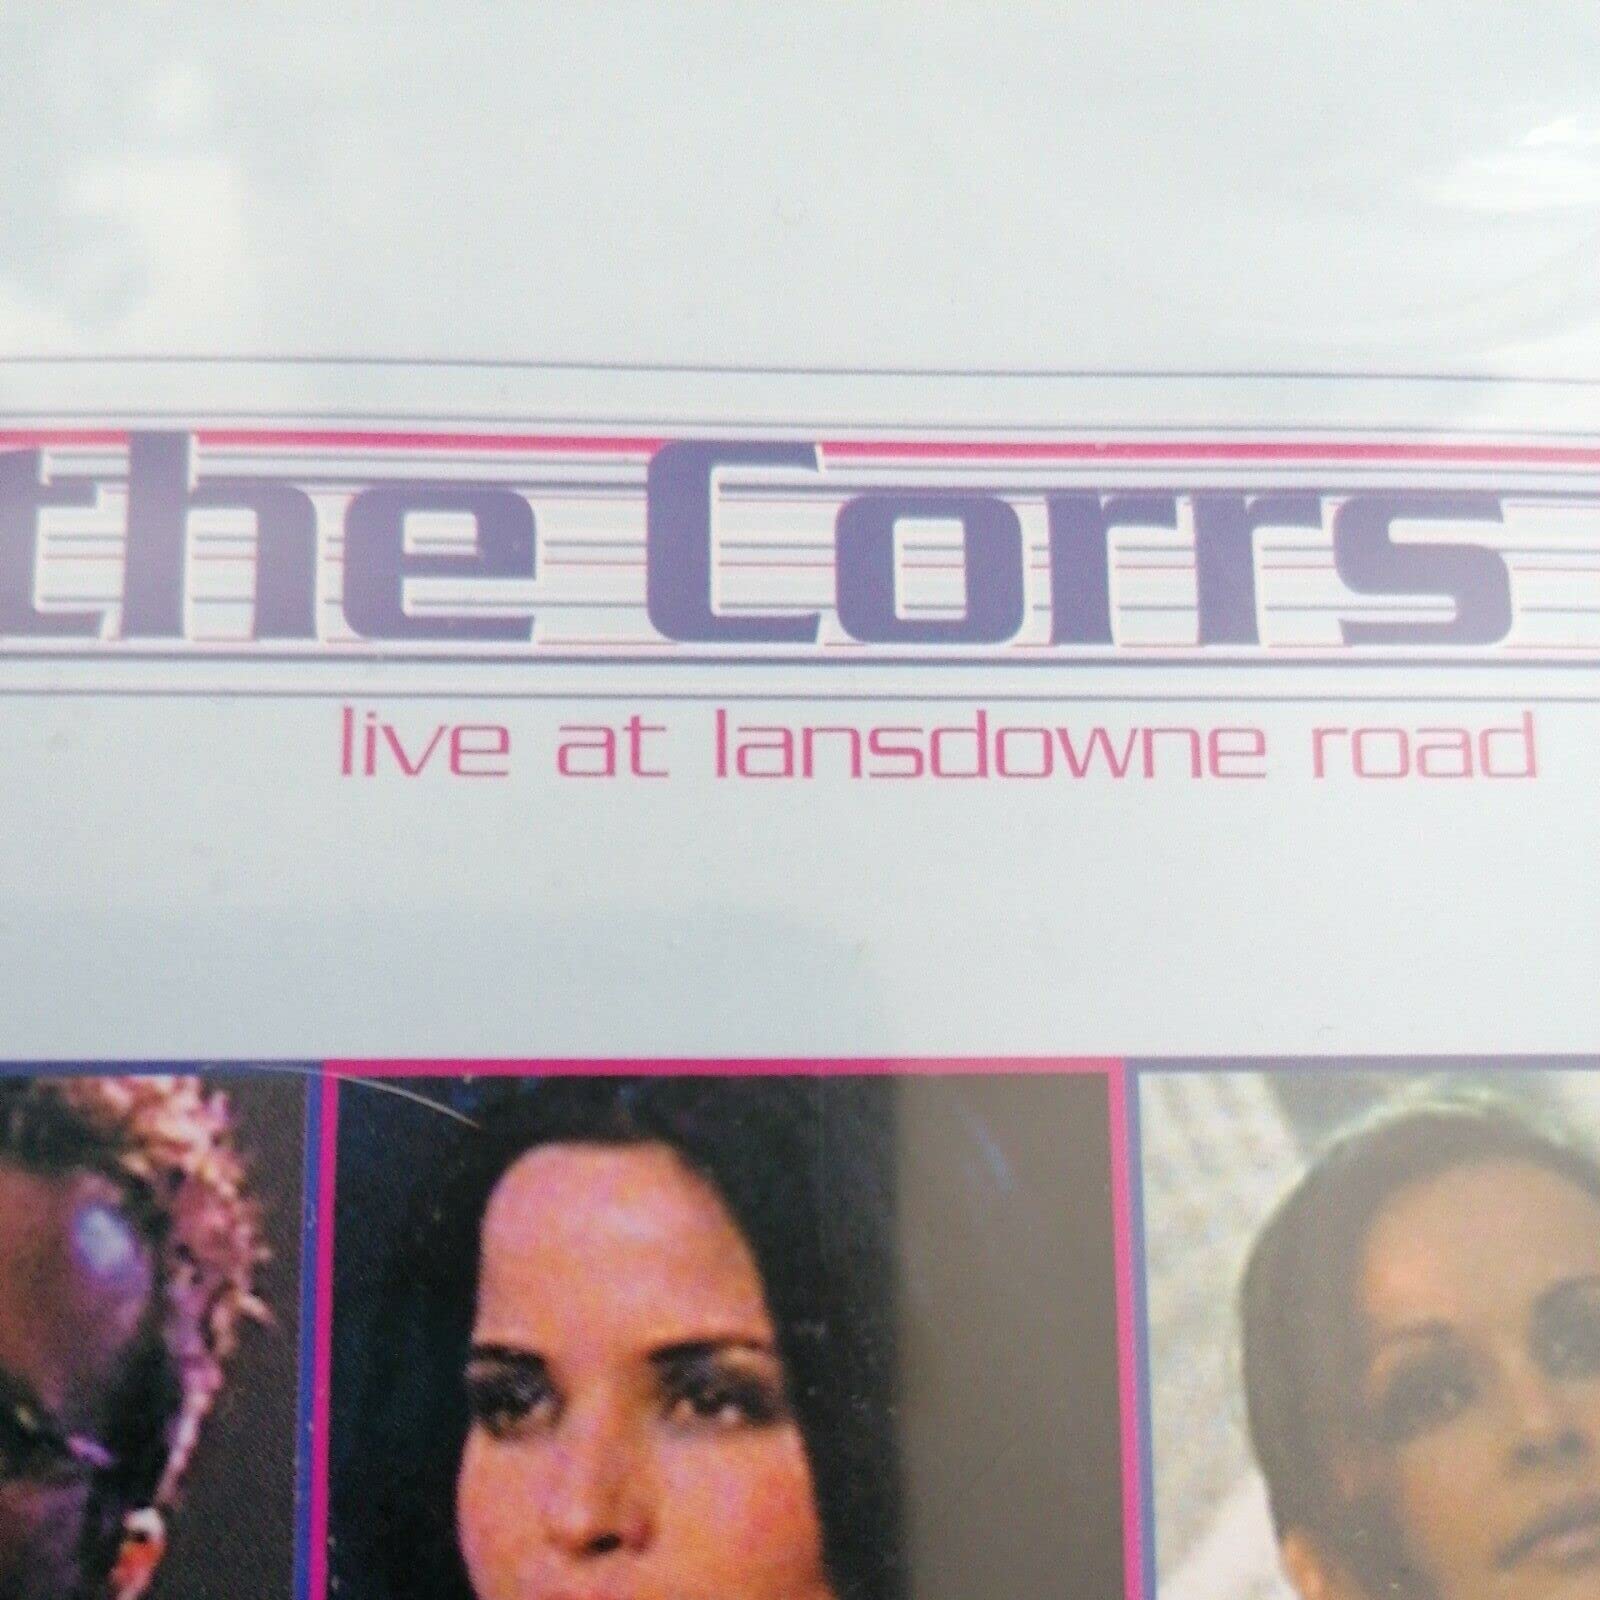 the Corrs
live at lansdowne road